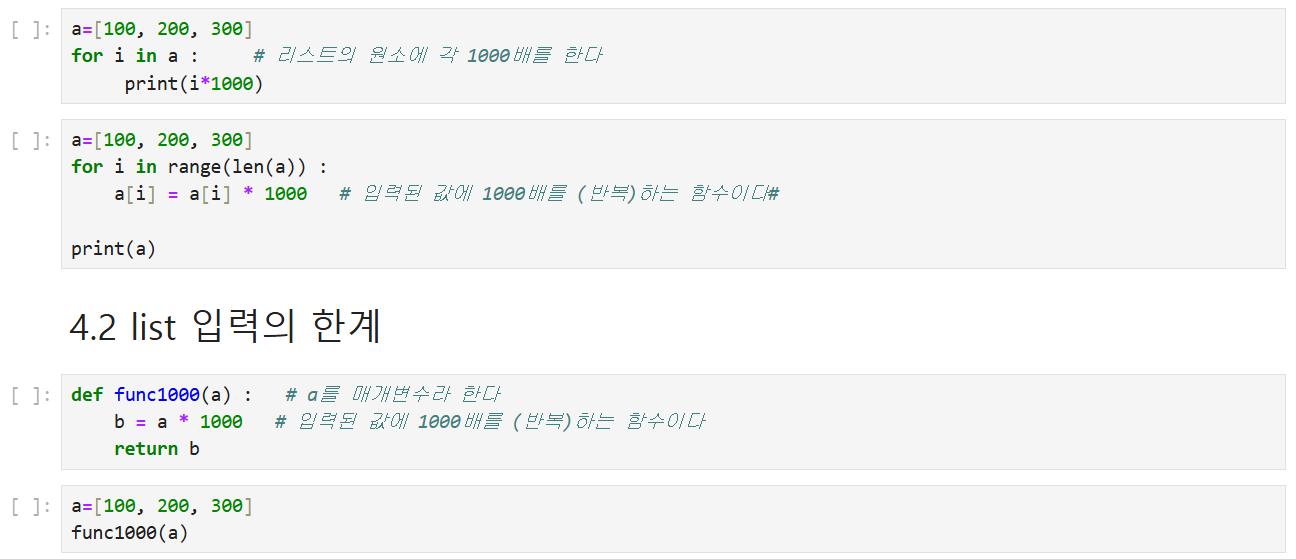 [ ]: a=[100, 200, 300]
for i in a :     # 리스트의 원소에 각 1000배를 한다
     print(i*1000)
[ ]: a=[100, 200, 300]
for i in range(len(a)) :
    a[i] = a[i] * 1000   # 입력된 값에 1000배를 (반복)하는 함수이다#
print(a)
4.2 list 입력의 한계
[ ]: def func1000(a) :   # a를 매개변수라 한다
    b = a * 1000   # 입력된 값에 1000배를 (반복)하는 함수이다
    return b
[ ]: a=[100, 200, 300]
func1000(a)